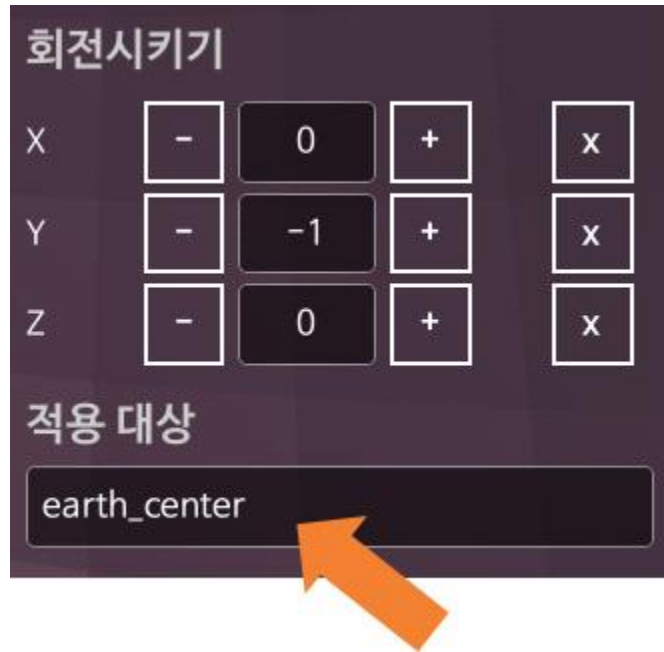 회전시키기
X - 0 + x
Y - -1 + x
Z - 0 + x
적용 대상
earth_center